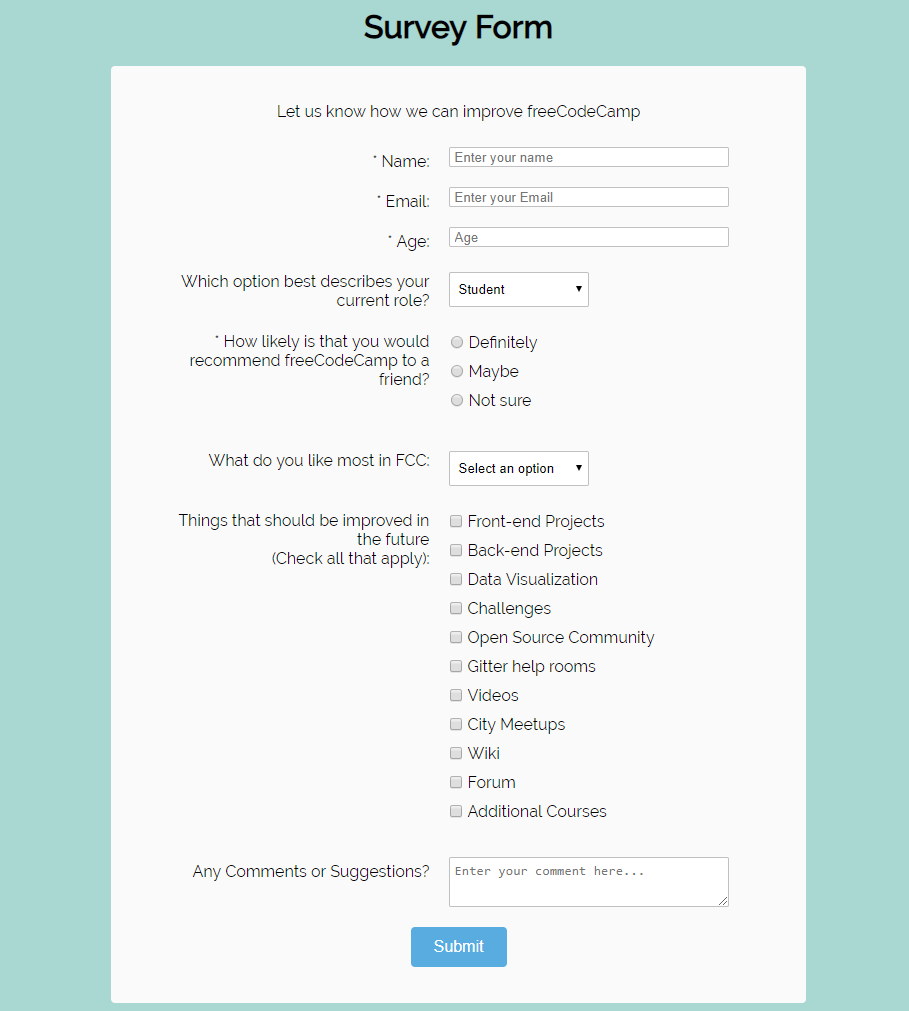 Survey Form
Let us know how we can improve freeCodeCamp
* Name:
Enter your name
* Email:
Enter your Email
* Age:
Age
Which option best describes your
current role?
Student
* How likely is that you would
recommend freeCodeCamp to a
friend?
Definitely
Maybe
Not sure
What do you like most in FCC:
Select an option
Things that should be improved in
the future
(Check all that apply):
Front-end Projects
Back-end Projects
Data Visualization
Challenges
Open Source Community
Gitter help rooms
Videos
City Meetups
Wiki
Forum
Additional Courses
Any Comments or Suggestions?
Enter your comment here...
Submit